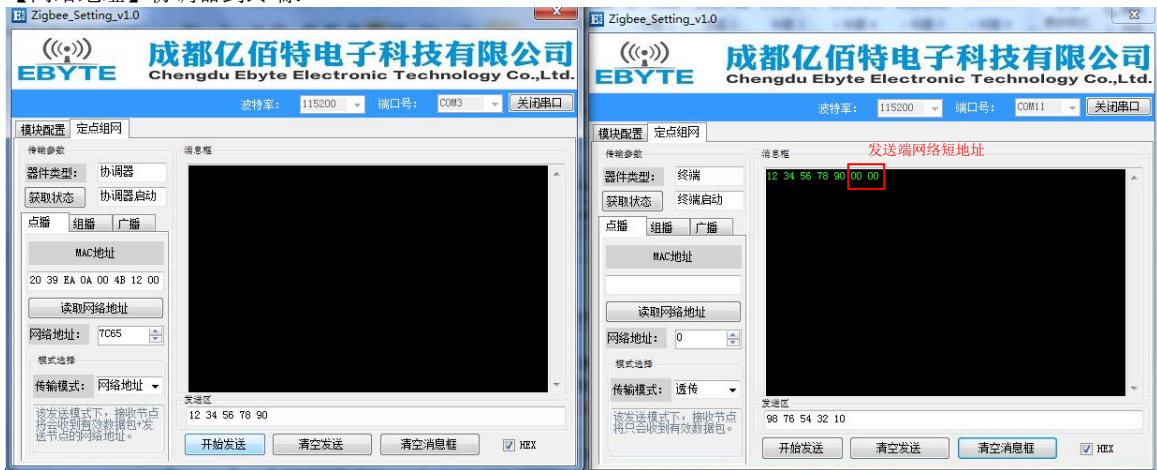 【网络地址】协调器到终端:
Zigbee_Setting_v1.0
EBYTE
成都亿佰特电子科技有限公司
Chengdu Ebyte Electronic Technology Co.,Ltd.
波特率: 115200 端口号: COM3 关闭串口
模块配置 定点组网
传输参数
器件类型: 协调器
获取状态 协调器启动
点播 组播 广播
MAC地址
20 39 EA 0A 00 4B 12 00
读取网络地址
网络地址: 7C65
模式选择
传输模式: 网络地址
该发送模式下，接收节点
将会收到有效数据包+发
送节点的网络地址。
消息框
发送区
12 34 56 78 90
开始发送 清空发送 清空消息框 HEX
Zigbee_Setting_v1.0
EBYTE
成都亿佰特电子科技有限公司
Chengdu Ebyte Electronic Technology Co.,Ltd.
波特率: 115200 端口号: COM11 关闭串口
模块配置 定点组网
传输参数
器件类型: 终端
获取状态 终端启动
点播 组播 广播
MAC地址
读取网络地址
网络地址: 0
模式选择
传输模式: 透传
该发送模式下，接收节点
将只会收到有效数据包。
消息框
发送端网络短地址
12 34 56 78 90 00 00
发送区
98 76 54 32 10
开始发送 清空发送 清空消息框 HEX